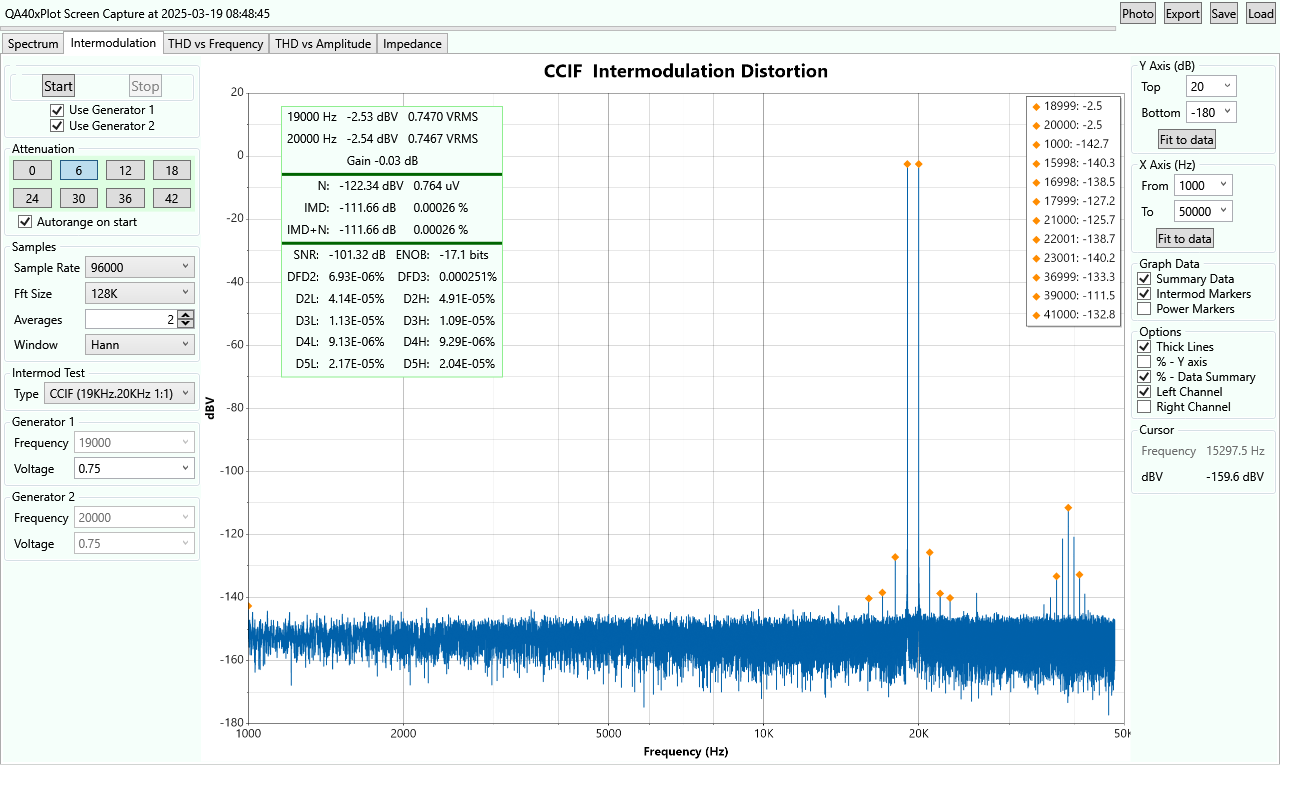 QA40xPlot Screen Capture at 2025-03-19 08:48:45
Photo Export Save Load
Spectrum Intermodulation THD vs Frequency THD vs Amplitude Impedance
Start Stop
Use Generator 1
Use Generator 2
Attenuation
0 6 12 18
24 30 36 42
Autorange on start
Samples
Sample Rate 96000
Fft Size 128K
Averages 2
Window Hann
Intermod Test
Type CCIF (19KHz.20KHz 1:1)
Generator 1
Frequency 19000
Voltage 0.75
Generator 2
Frequency 20000
Voltage 0.75
CCIF Intermodulation Distortion
19000 Hz -2.53 dBV 0.7470 VRMS
20000 Hz -2.54 dBV 0.7467 VRMS
Gain -0.03 dB
N: -122.34 dBV 0.764 uV
IMD: -111.66 dB 0.00026 %
IMD+N: -111.66 dB 0.00026 %
SNR: -101.32 dB ENOB: -17.1 bits
DFD2: 6.93E-06% DFD3: 0.000251%
D2L: 4.14E-05% D2H: 4.91E-05%
D3L: 1.13E-05% D3H: 1.09E-05%
D4L: 9.13E-06% D4H: 9.29E-06%
D5L: 2.17E-05% D5H: 2.04E-05%
18999: -2.5
20000: -2.5
1000: -142.7
15998: -140.3
16998: -138.5
17999: -127.2
21000: -125.7
22001: -138.7
23001: -140.2
36999: -133.3
39000: -111.5
41000: -132.8
20
0
-20
-40
-60
-80
-100
-120
-140
-160
-180
dBV
1000 2000 5000 10K 20K 50K
Frequency (Hz)
Y Axis (dB)
Top 20
Bottom -180
Fit to data
X Axis (Hz)
From 1000
To 50000
Fit to data
Graph Data
Summary Data
Intermod Markers
Power Markers
Options
Thick Lines
% - Y axis
% - Data Summary
Left Channel
Right Channel
Cursor
Frequency 15297.5 Hz
dBV -159.6 dBV